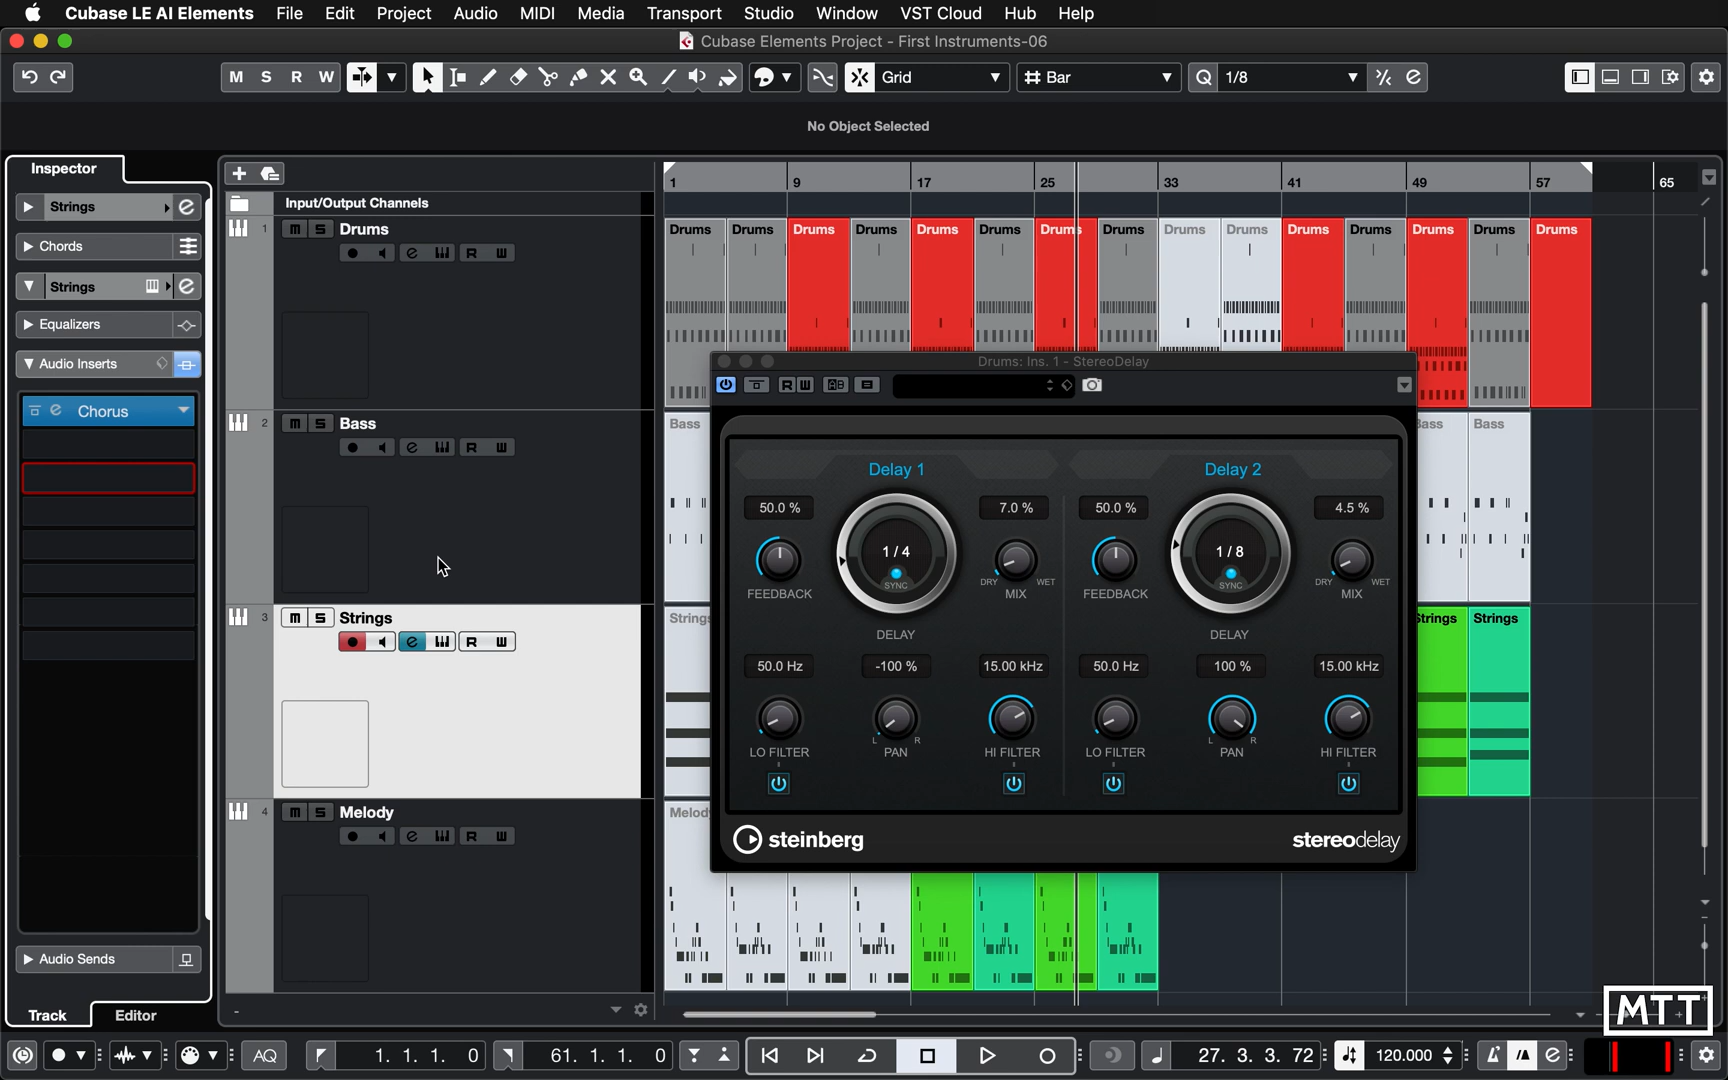 Cubase LE AI Elements File Edit Project Audio MIDI Media Transport Studio Window VST Cloud Hub Help
Cubase Elements Project - First Instruments-06
M S R W Grid Bar Q 1/8
No Object Selected
Inspector
Strings
Chords
Strings
Equalizers
Audio Inserts
Chorus
Audio Sends
Track Editor
Input/Output Channels
1 m S Drums
R W
2 m S Bass
R W
3 m S Strings
R W
4 m S Melody
R W
1 9 17 25 33 41 49 57 65
Drums Drums Drums Drums Drums Drums Drums Drums Drums Drums Drums Drums Drums Drums Drums
Bass Bass Bass
Strings Strings Strings
Melody
Drums: Ins. 1 - StereoDelay
R W AB
Delay 1 Delay 2
50.0 % 7.0 % 50.0 % 4.5 %
1 / 4 1 / 8
SYNC SYNC
DRY WET DRY WET
FEEDBACK MIX FEEDBACK MIX
DELAY DELAY
50.0 Hz -100 % 15.00 kHz 50.0 Hz 100 % 15.00 kHz
L R L R
LO FILTER PAN HI FILTER LO FILTER PAN HI FILTER
steinberg stereodelay
MTT
AQ 1. 1. 1. 0 61. 1. 1. 0 27. 3. 3. 72 120.000